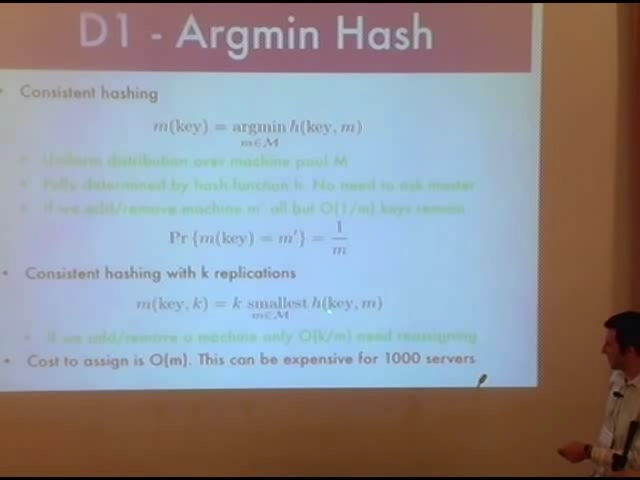 D1 - Argmin Hash
• Consistent hashing
m(key) = argmin h(key, m)
m∈M
• Uniform distribution over machine pool M
• Fully determined by hash function h. No need to ask master
• If we add/remove machine m' all but O(1/m) keys remain
Pr {m(key) = m'} = 1/m
• Consistent hashing with k replications
m(key, k) = k smallest h(key, m)
m∈M
• If we add/remove a machine only O(k/m) need reassigning
• Cost to assign is O(m). This can be expensive for 1000 servers